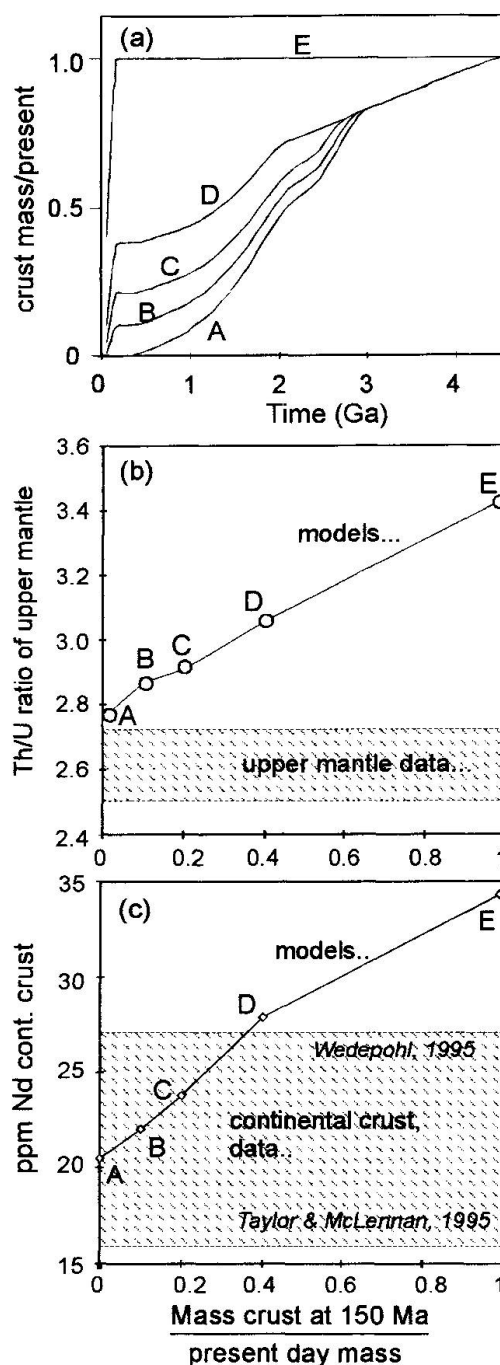 (a)
E
1.0
D
0.5
C
B
A
0
crust mass/present
0 1 2 3 4
Time (Ga)
3.6
(b)
E
3.4
models...
3.2
D
3.0
B
C
2.8
A
2.6
upper mantle data...
2.4
Th/U ratio of upper mantle
0 0.2 0.4 0.6 0.8 1
35
(c)
E
models..
30
D
Wedepohl, 1995
25
C
continental crust,
data..
B
20
A
Taylor & McLennan, 1995
15
ppm Nd cont. crust
0 0.2 0.4 0.6 0.8 1
Mass crust at 150 Ma
present day mass